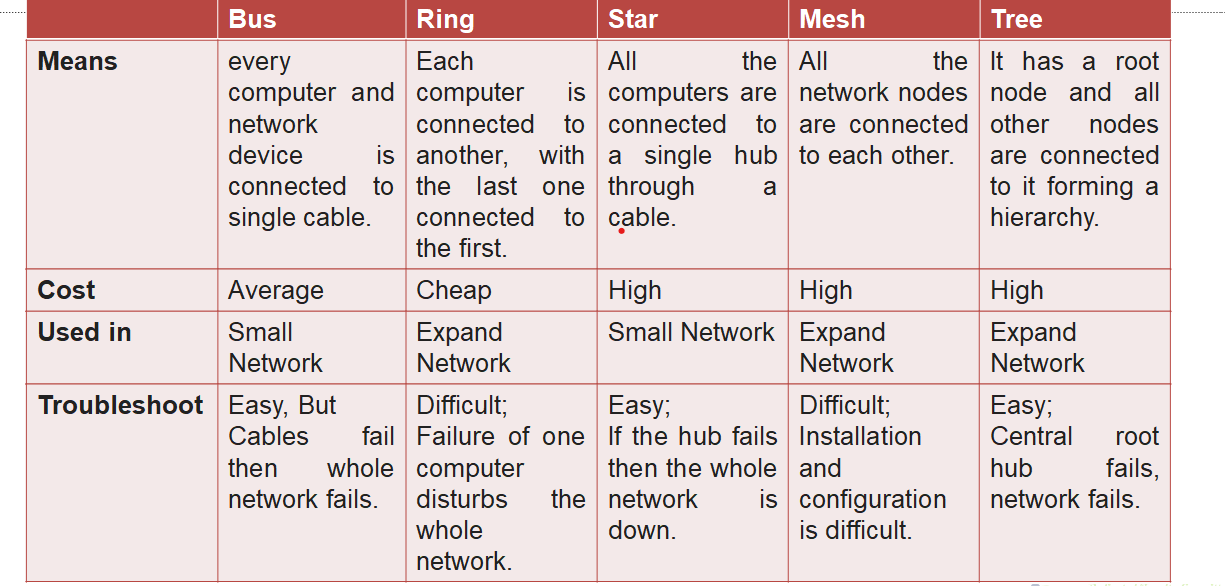 Bus Ring Star Mesh Tree
Means
every
computer and
network
device is
connected to
single cable.
Each
computer is
connected to
another, with
the last one
connected to
the first.
All the
computers are
connected to
a single hub
through a
cable.
All the
network nodes
are connected
to each other.
It has a root
node and all
other nodes
are connected
to it forming a
hierarchy.
Cost
Average
Cheap
High
High
High
Used in
Small
Network
Expand
Network
Small Network
Expand
Network
Expand
Network
Troubleshoot
Easy, But
Cables fail
then whole
network fails.
Difficult;
Failure of one
computer
disturbs the
whole
network.
Easy;
If the hub fails
then the whole
network is
down.
Difficult;
Installation
and
configuration
is difficult.
Easy;
Central root
hub fails,
network fails.